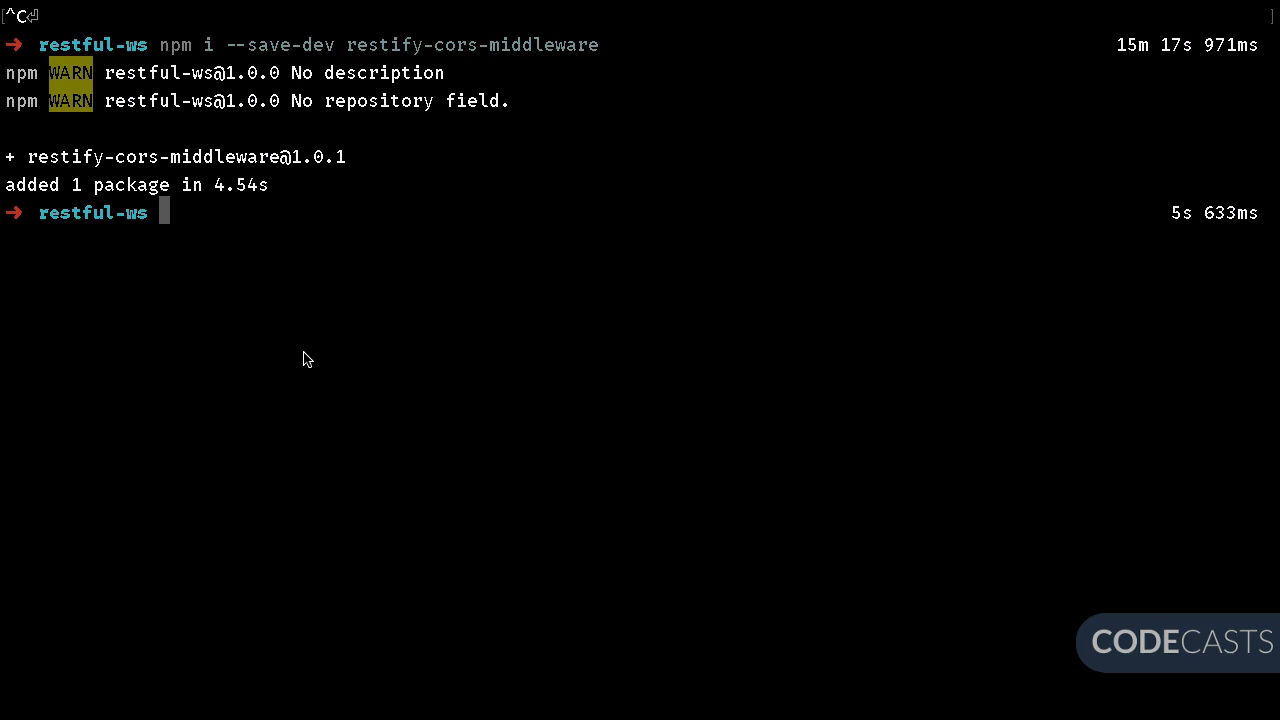 ^C⏎
➜ restful-ws npm i --save-dev restify-cors-middleware 15m 17s 971ms
npm WARN restful-ws@1.0.0 No description
npm WARN restful-ws@1.0.0 No repository field.
+ restify-cors-middleware@1.0.1
added 1 package in 4.54s
➜ restful-ws 5s 633ms
CODECASTS